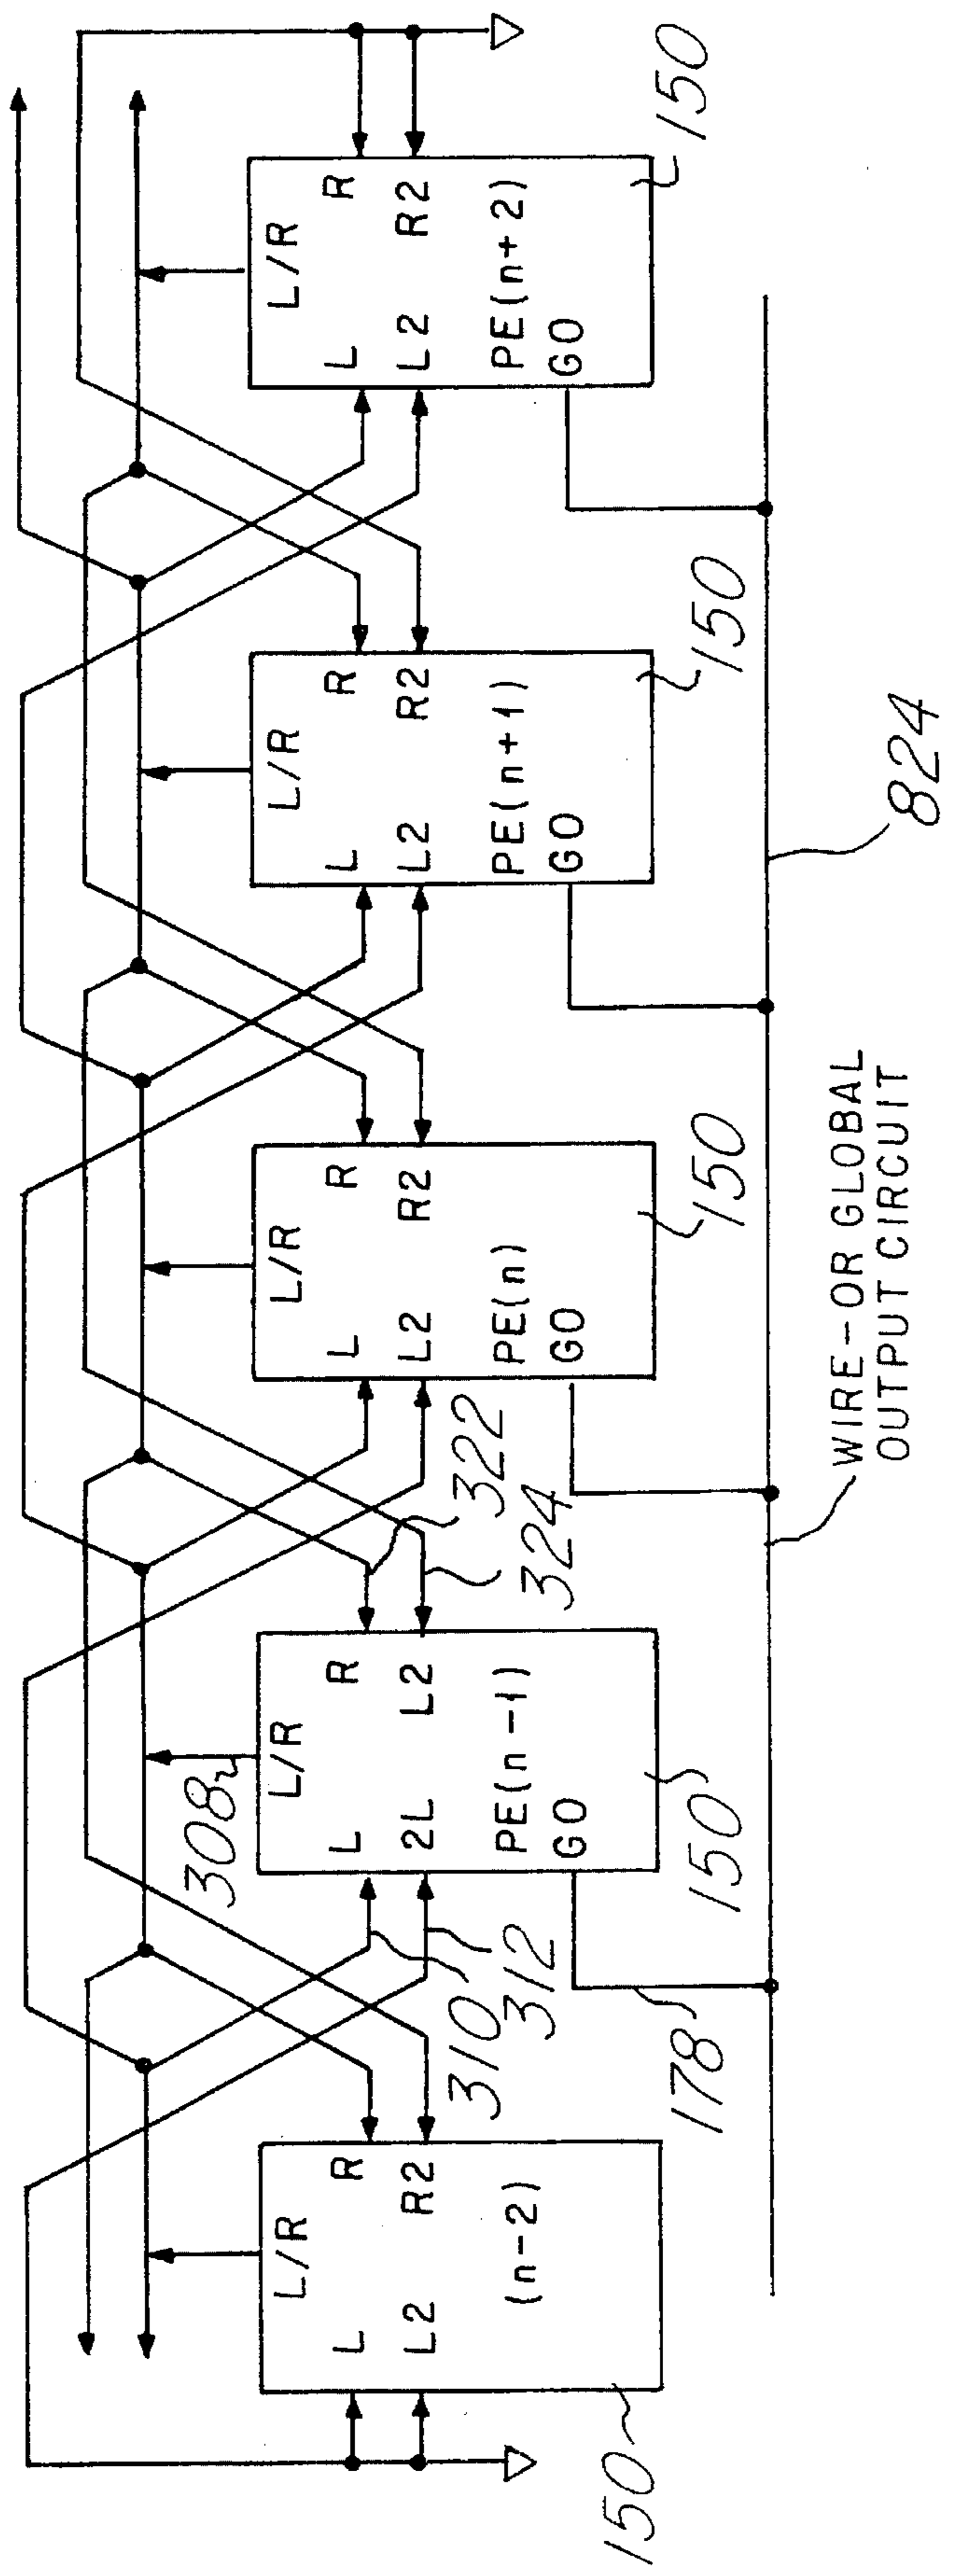 L/R
L R
L2 R2
(n-2)
150
L/R
L R
2L L2
PE(n-1)
GO
150
308
310
312
178
322
324
L/R
L R
L2 R2
PE(n)
GO
150
L/R
L R
L2 R2
PE(n+1)
GO
150
L/R
L R
L2 R2
PE(n+2)
GO
150
WIRE-OR GLOBAL
OUTPUT CIRCUIT
824